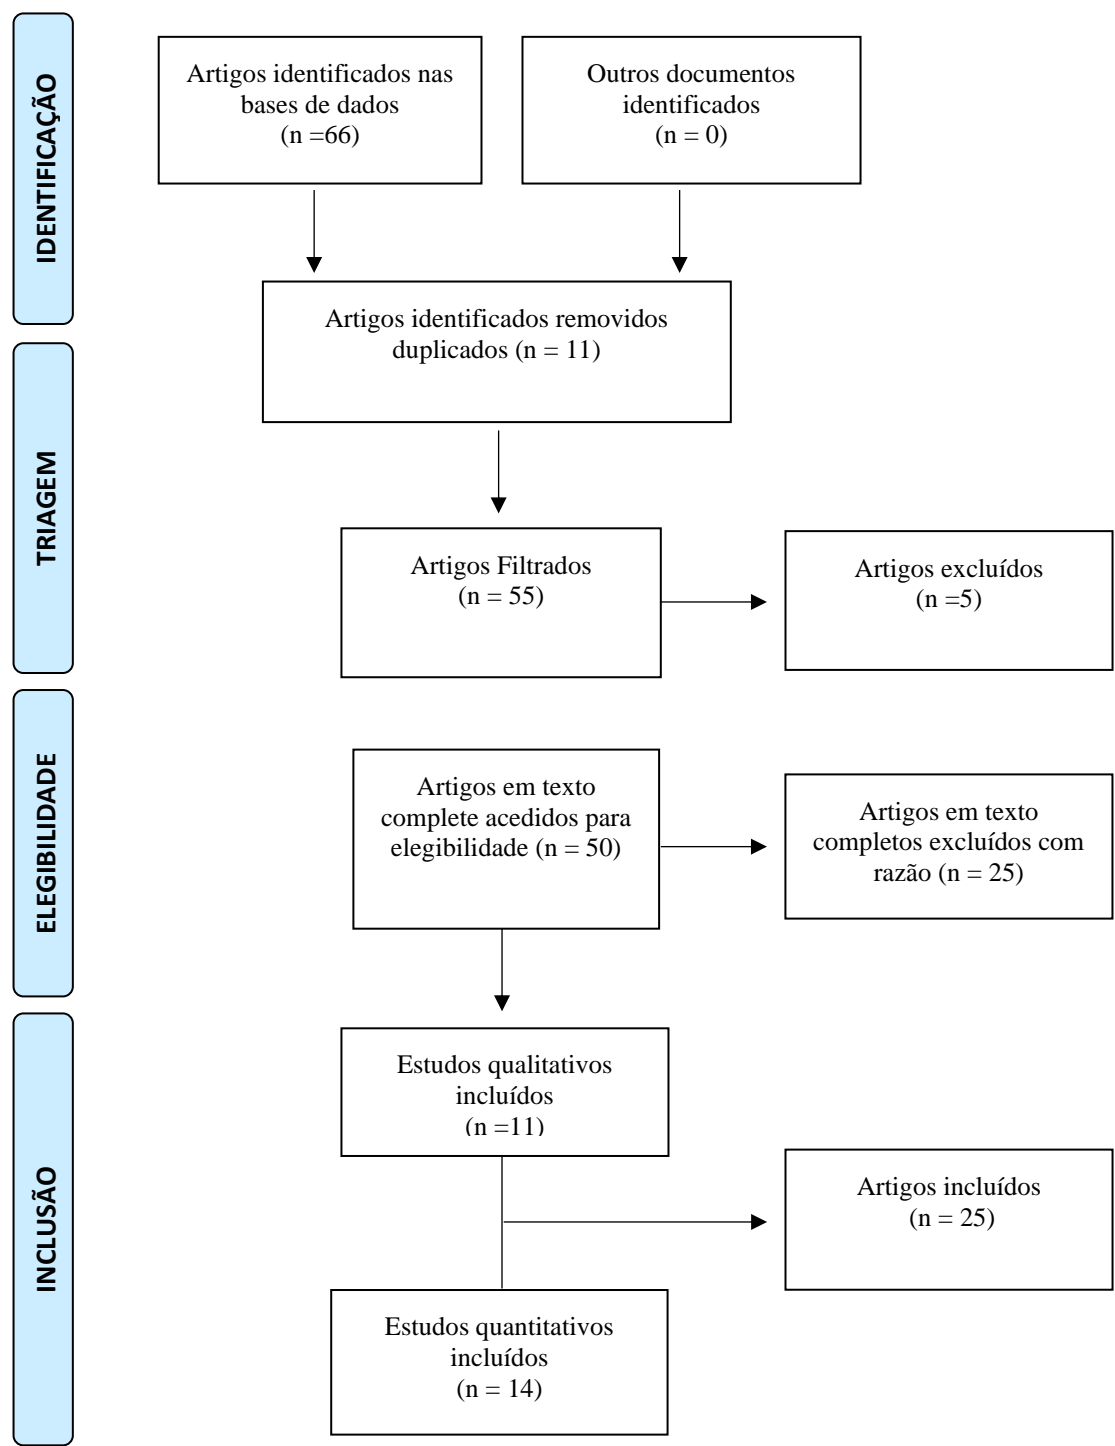 IDENTIFICAÇÃO
Artigos identificados nas
bases de dados
(n =66)
Outros documentos
identificados
(n = 0)
Artigos identificados removidos
duplicados (n = 11)
TRIAGEM
Artigos Filtrados
(n = 55)
Artigos excluídos
(n =5)
ELEGIBILIDADE
Artigos em texto
complete acedidos para
elegibilidade (n = 50)
Artigos em texto
completos excluídos com
razão (n = 25)
INCLUSÃO
Estudos qualitativos
incluídos
(n =11)
Artigos incluídos
(n = 25)
Estudos quantitativos
incluídos
(n = 14)